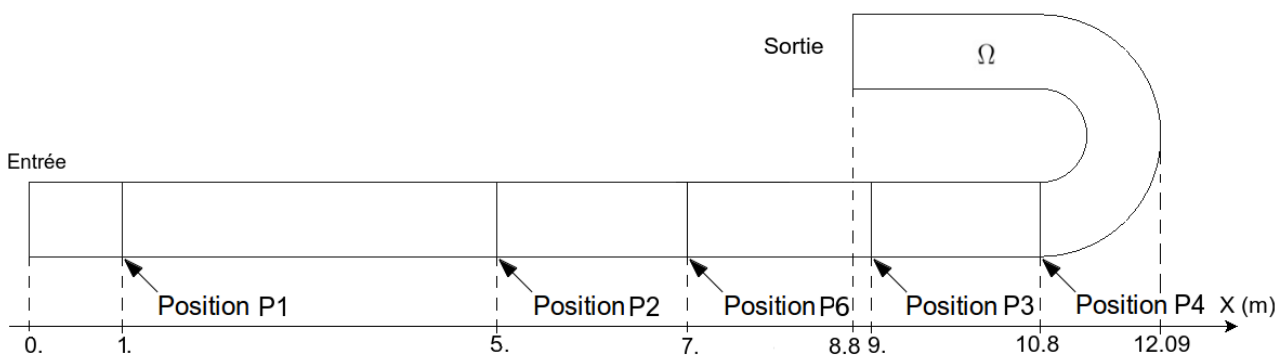 Sortie
Ω
Entrée
Position P1
Position P2
Position P6
Position P3
Position P4
X (m)
0.
1.
5.
7.
8.8
9.
10.8
12.09